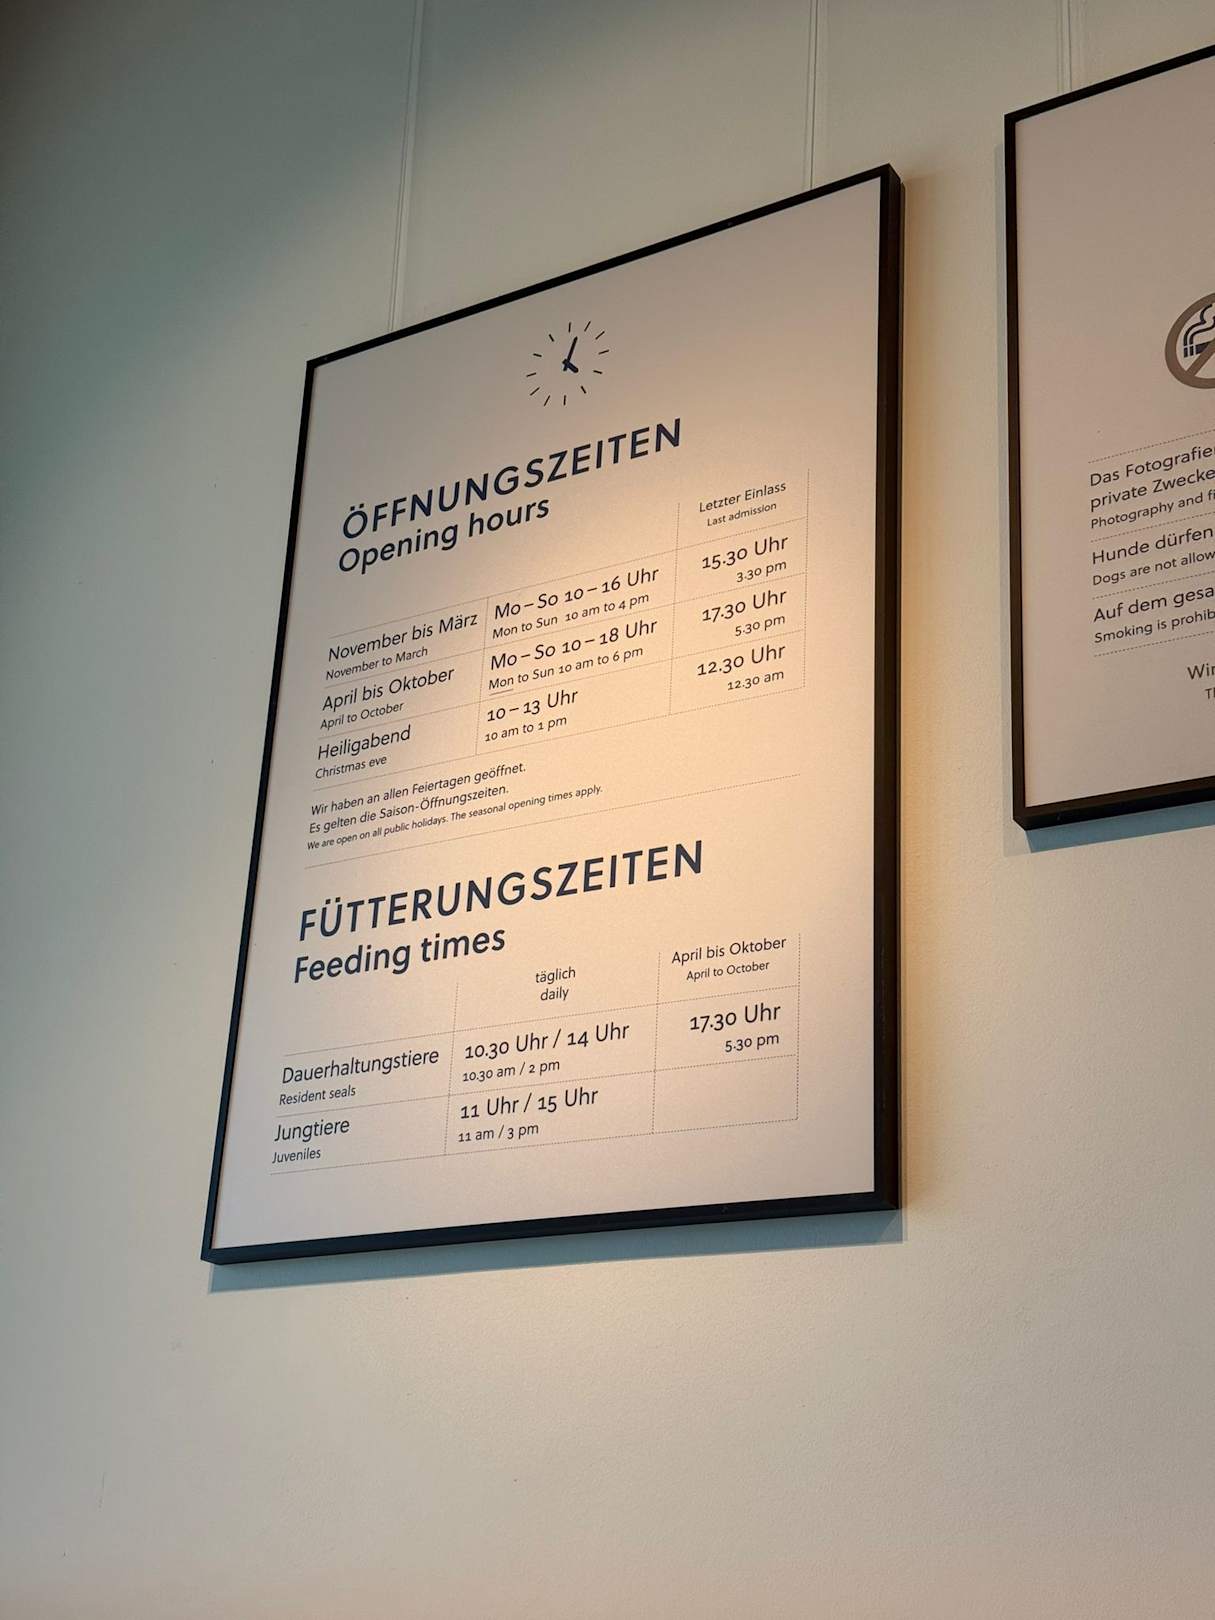 ÖFFNUNGSZEITEN
Opening hours
Letzter Einlass
Last admission
November bis März
November to March
Mo – So 10 – 16 Uhr
Mon to Sun 10 am to 4 pm
15.30 Uhr
3.30 pm
April bis Oktober
April to October
Mo – So 10 – 18 Uhr
Mon to Sun 10 am to 6 pm
17.30 Uhr
5.30 pm
Heiligabend
Christmas eve
10 – 13 Uhr
10 am to 1 pm
12.30 Uhr
12.30 am
Wir haben an allen Feiertagen geöffnet.
Es gelten die Saison-Öffnungszeiten.
We are open on all public holidays. The seasonal opening times apply.
FÜTTERUNGSZEITEN
Feeding times
täglich
daily
April bis Oktober
April to October
Dauerhaltungstiere
Resident seals
10.30 Uhr / 14 Uhr
10.30 am / 2 pm
17.30 Uhr
5.30 pm
Jungtiere
Juveniles
11 Uhr / 15 Uhr
11 am / 3 pm
Das
private Zwecke
Photography and
Hunde dürfen
Dogs are not
Auf dem
Smoking is